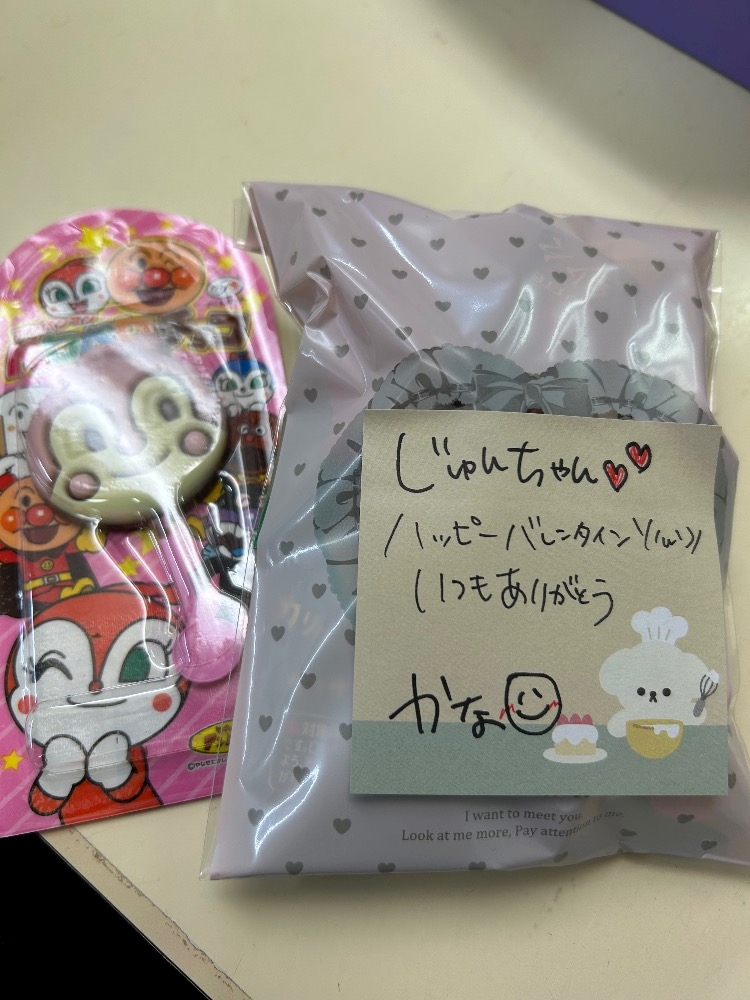 じゅんちゃん
ハッピーバレンタイン\(^ω^)/
いつもありがとう
かな
I want to meet you.
Look at me more, Pay attention to me.